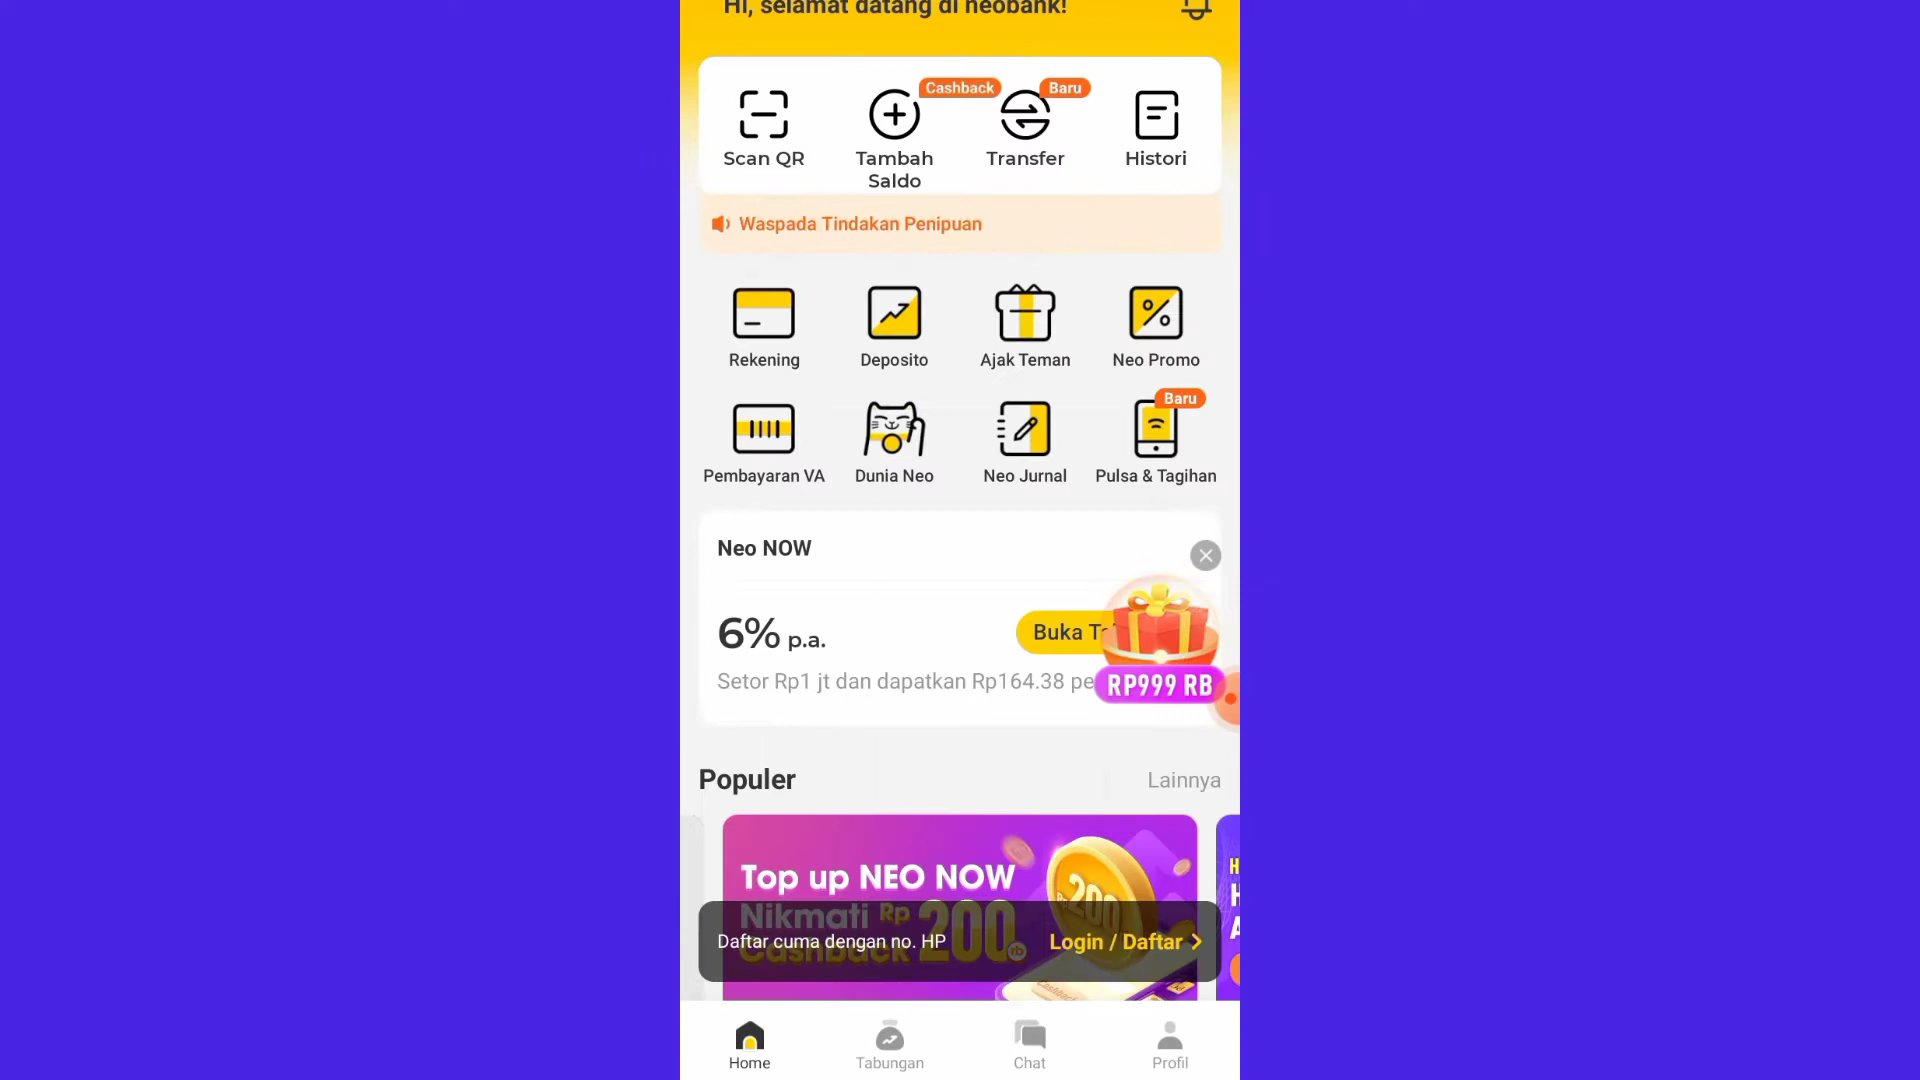 Hi, selamat datang di neobank!
Cashback
Baru
Scan QR
Tambah
Saldo
Transfer
Histori
Waspada Tindakan Penipuan
Rekening
Deposito
Ajak Teman
Neo Promo
Baru
Pembayaran VA
Dunia Neo
Neo Jurnal
Pulsa & Tagihan
Neo NOW
6% p.a.
Buka
Setor Rp1 jt dan dapatkan Rp164.38
RP999 RB
Populer
Lainnya
Top up NEO NOW
Nikmati Rp 200 rb
Cashback
200
Daftar cuma dengan no. HP
Login / Daftar >
Home
Tabungan
Chat
Profil